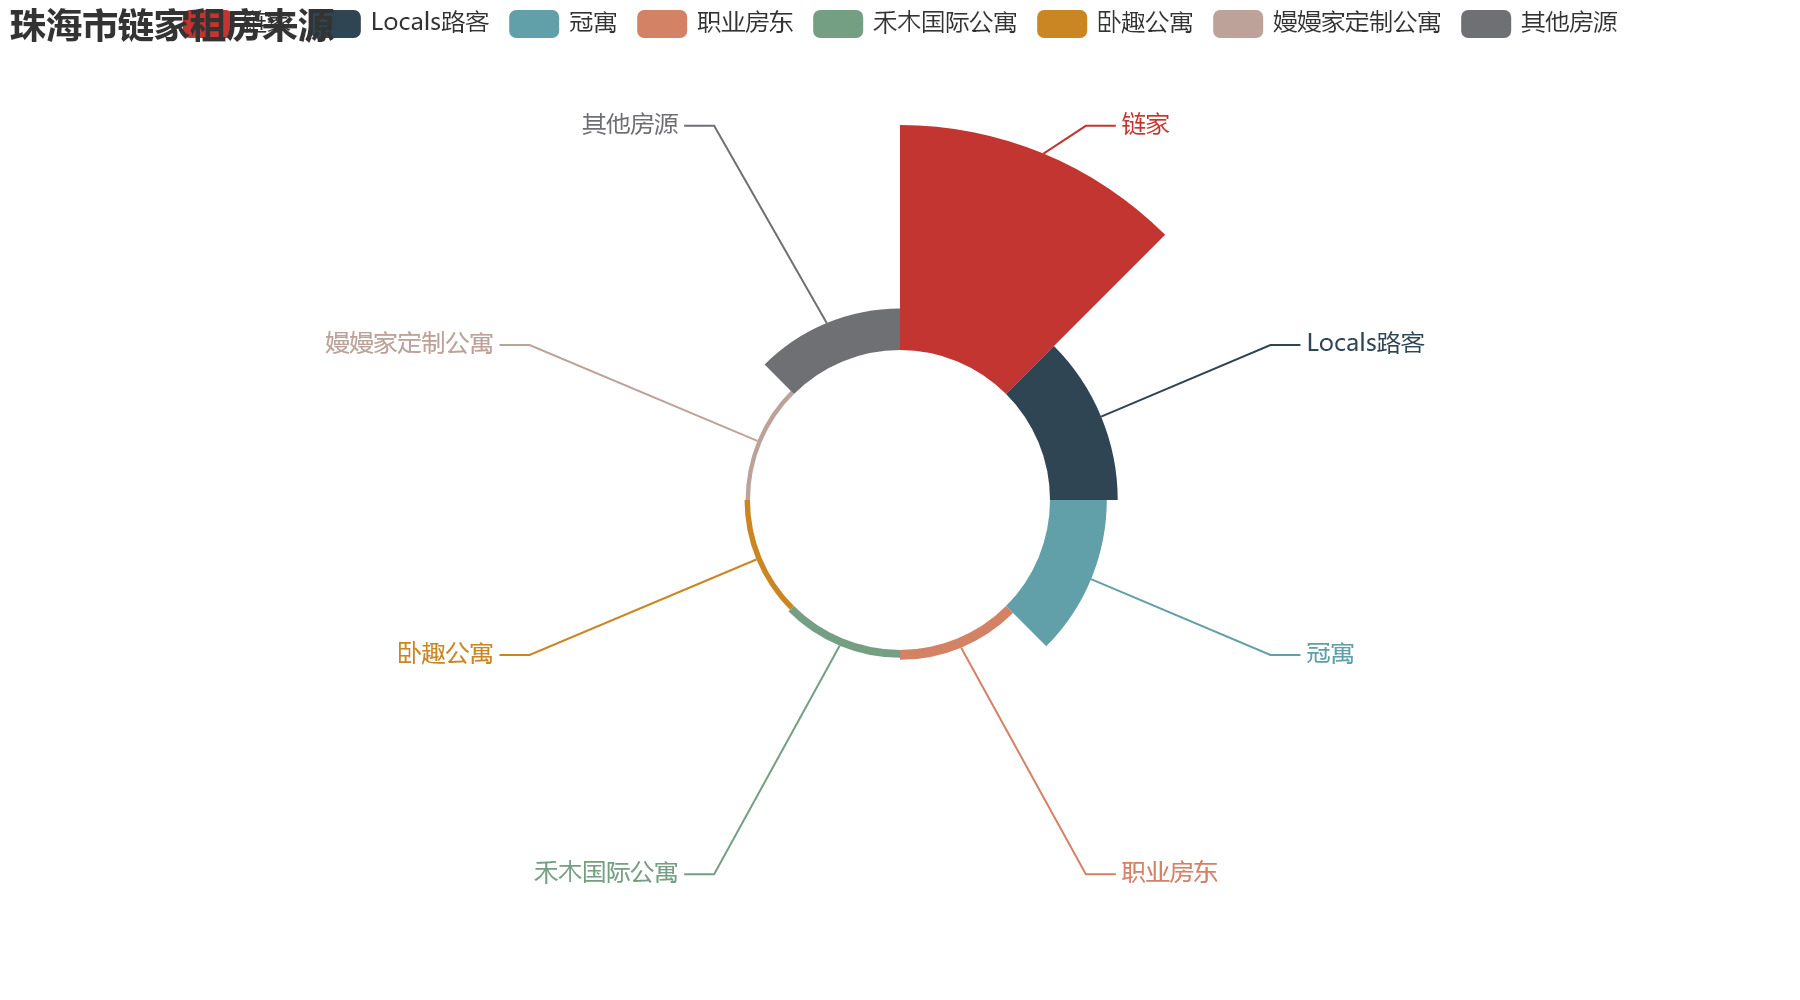 珠海市链家租房来源
链家
Locals路客
冠寓
职业房东
禾木国际公寓
卧趣公寓
嫚嫚家定制公寓
其他房源
其他房源
链家
嫚嫚家定制公寓
Locals路客
卧趣公寓
冠寓
禾木国际公寓
职业房东